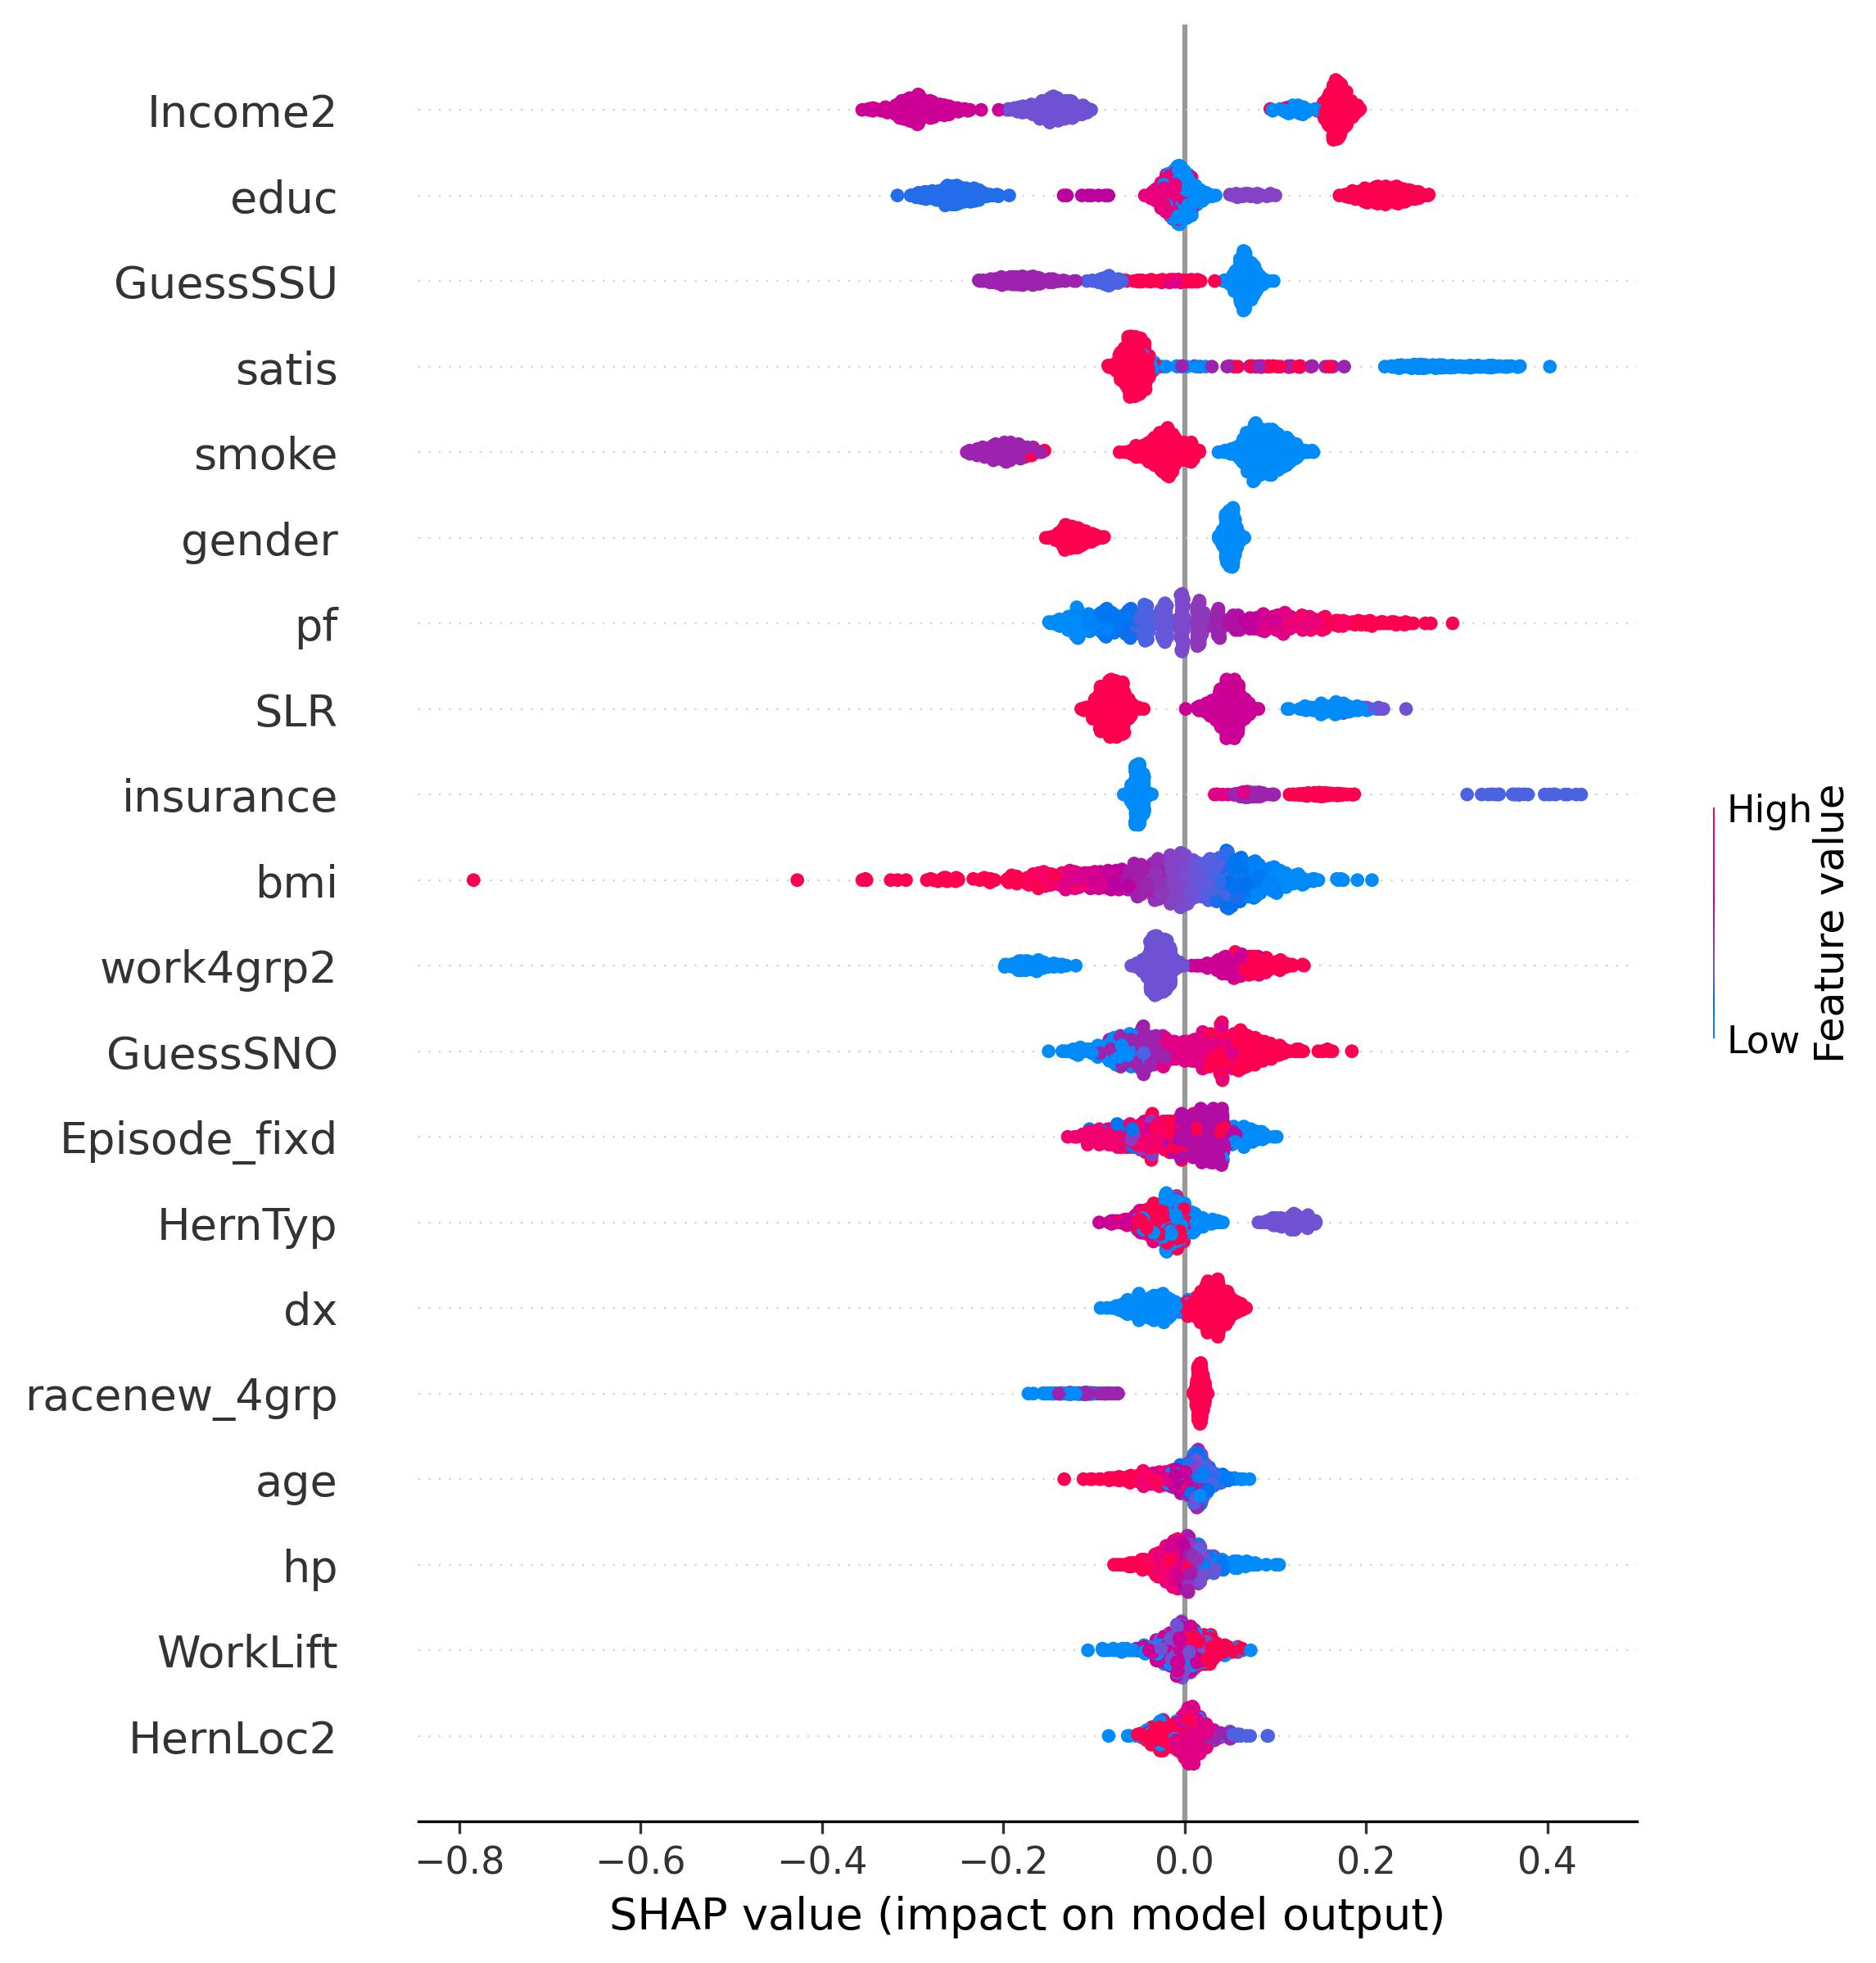 Income2
educ
GuessSSU
satis
smoke
gender
pf
SLR
insurance
bmi
work4grp2
GuessSNO
Episode_fixd
HernTyp
dx
racenew_4grp
age
hp
WorkLift
HernLoc2
−0.8 −0.6 −0.4 −0.2 0.0 0.2 0.4
SHAP value (impact on model output)
High
Low
Feature value